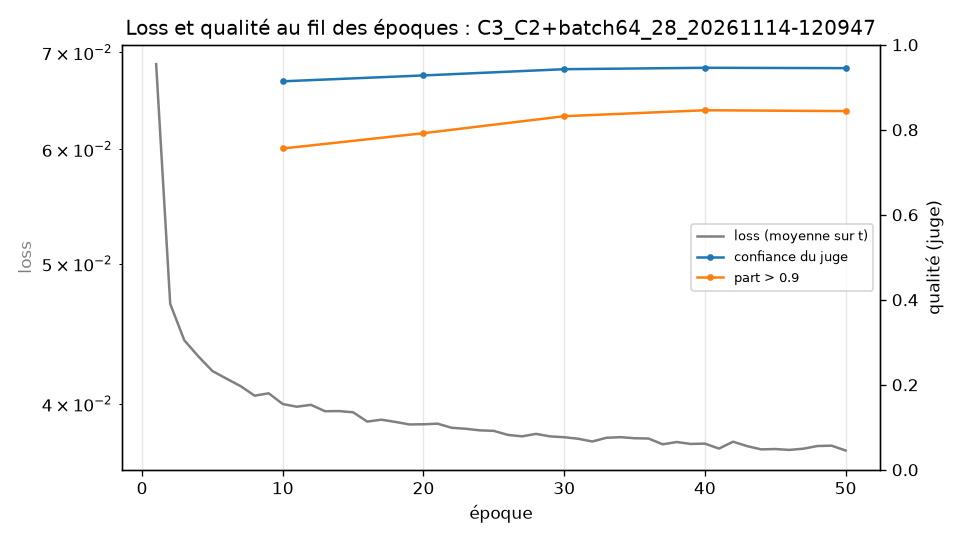 Loss et qualité au fil des époques : C3_C2+batch64_28_20261114-120947
7 × 10⁻²
6 × 10⁻²
5 × 10⁻²
4 × 10⁻²
loss
1.0
0.8
0.6
0.4
0.2
0.0
qualité (juge)
loss (moyenne sur t)
confiance du juge
part > 0.9
0 10 20 30 40 50
époque